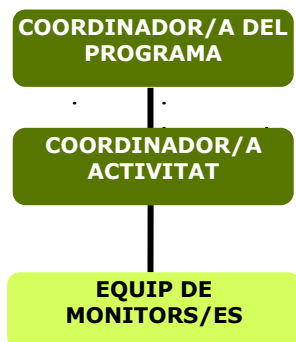 COORDINADOR/A DEL
PROGRAMA
COORDINADOR/A
ACTIVITAT
EQUIP DE
MONITORS/ES